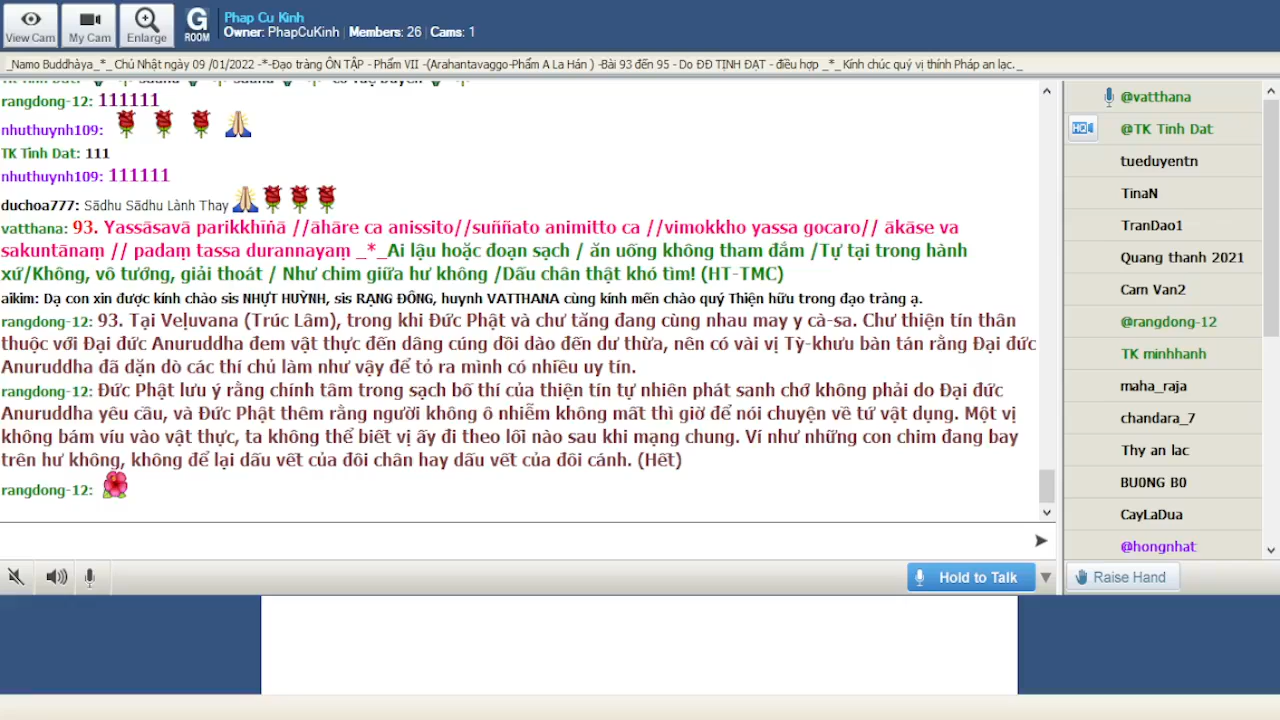 View Cam
My Cam
Enlarge
G
ROOM
Phap Cu Kinh
Owner: PhapCuKinh | Members: 26 | Cams: 1
_Namo Buddhàya_*_ Chủ Nhật ngày 09 /01/2022 -*-Đạo tràng ÔN TẬP - Phẩm VII -(Arahantavaggo-Phẩm A La Hán ) -Bài 93 đến 95 - Do ĐĐ TỊNH ĐẠT - điều hợp _*_ Kính chúc quý vị thính Pháp an lạc._
rangdong-12: 111111
nhuthuynh109:
TK Tinh Dat: 111
nhuthuynh109: 111111
duchoa777: Sādhu Sādhu Lành Thay
vatthana: 93. Yassāsavā parikkhīṅā //āhāre ca anissito//suññato animitto ca //vimokkho yassa gocaro// ākāse va
sakuntānaṃ // padaṃ tassa durannayaṃ _*_Ai lậu hoặc đoạn sạch / ăn uống không tham đắm /Tự tại trong hành
xứ/Không, vô tướng, giải thoát / Như chim giữa hư không /Dấu chân thật khó tìm! (HT-TMC)
aikim: Dạ con xin được kính chào sis NHỰT HUỲNH, sis RẠNG ĐÔNG, huynh VATTHANA cùng kính mến chào quý Thiện hữu trong đạo tràng ạ.
rangdong-12: 93. Tại Veḷuvana (Trúc Lâm), trong khi Đức Phật và chư tăng đang cùng nhau may y cà-sa. Chư thiện tín thân
thuộc với Đại đức Anuruddha đem vật thực đến dâng cúng dồi dào đến dư thừa, nên có vài vị Tỳ-khưu bàn tán rằng Đại đức
Anuruddha đã dặn dò các thí chủ làm như vậy để tỏ ra mình có nhiều uy tín.
rangdong-12: Đức Phật lưu ý rằng chính tâm trong sạch bố thí của thiện tín tự nhiên phát sanh chớ không phải do Đại đức
Anuruddha yêu cầu, và Đức Phật thêm rằng người không ô nhiễm không mất thì giờ để nói chuyện về tứ vật dụng. Một vị
không bám víu vào vật thực, ta không thể biết vị ấy đi theo lối nào sau khi mạng chung. Ví như những con chim đang bay
trên hư không, không để lại dấu vết của đôi chân hay dấu vết của đôi cánh. (Hết)
rangdong-12:
Hold to Talk
@vatthana
HD
@TK Tinh Dat
tueduyentn
TinaN
TranDao1
Quang thanh 2021
Cam Van2
@rangdong-12
TK minhhanh
maha_raja
chandara_7
Thy an lac
BU0NG B0
CayLaDua
@hongnhat
Raise Hand